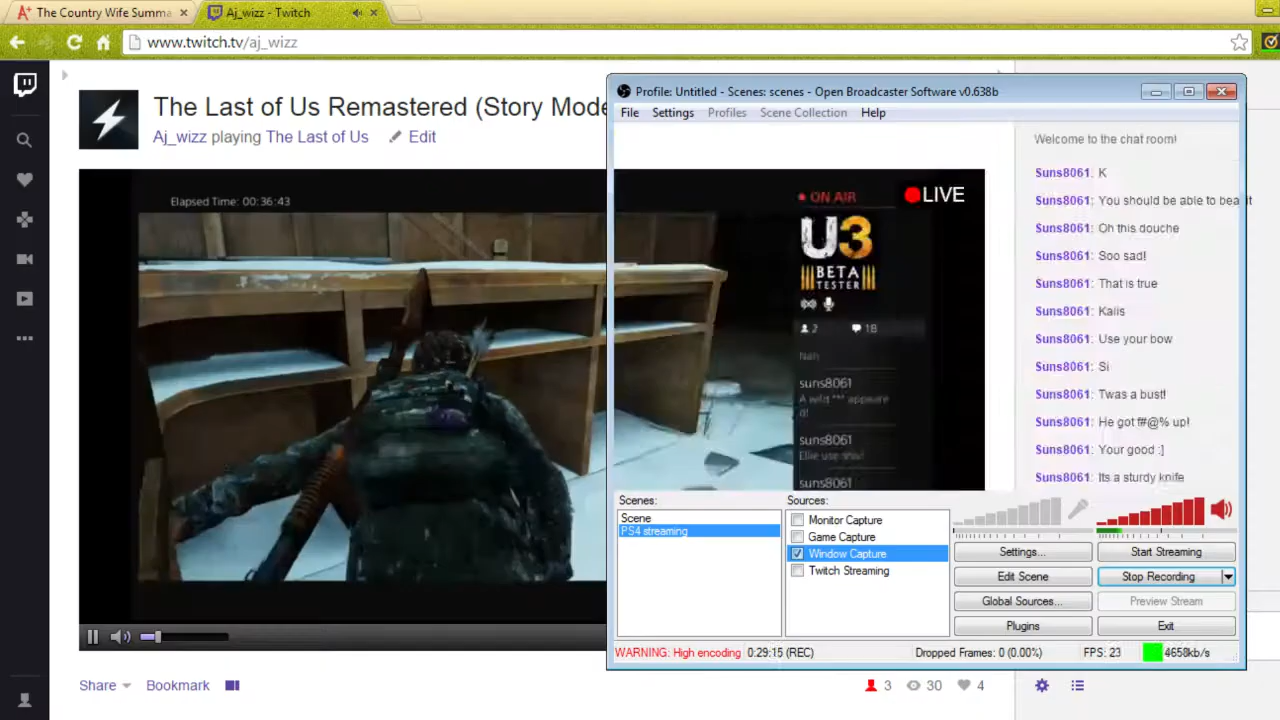 The Country Wife Summa
Aj_wizz - Twitch
www.twitch.tv/aj_wizz
The Last of Us Remastered (Story Mode
Aj_wizz playing The Last of Us
Edit
Elapsed Time: 00:36:43
Profile: Untitled - Scenes: scenes - Open Broadcaster Software v0.638b
File Settings Profiles Scene Collection Help
ON AIR
LIVE
U3
BETA
TESTER
2 18
Nah
suns8061
A wild *** appeare
d!
suns8061
suns8061
Scenes:
Scene
PS4 streaming
Sources:
Monitor Capture
Game Capture
Window Capture
Twitch Streaming
Settings...
Start Streaming
Edit Scene
Stop Recording
Global Sources...
Preview Stream
Plugins
Exit
WARNING: High encoding 0:29:15 (REC) Dropped Frames: 0 (0.00%) FPS: 23 4658kb/s
Welcome to the chat room!
Suns8061: K
Suns8061: You should be able to bea it
Suns8061: Oh this douche
Suns8061: Soo sad!
Suns8061: That is true
Suns8061: Kalis
Suns8061: Use your bow
Suns8061: Si
Suns8061: Twas a bust!
Suns8061: He got f#@% up!
Suns8061: Your good :]
Suns8061: Its a sturdy knife
Share Bookmark
3 30 4